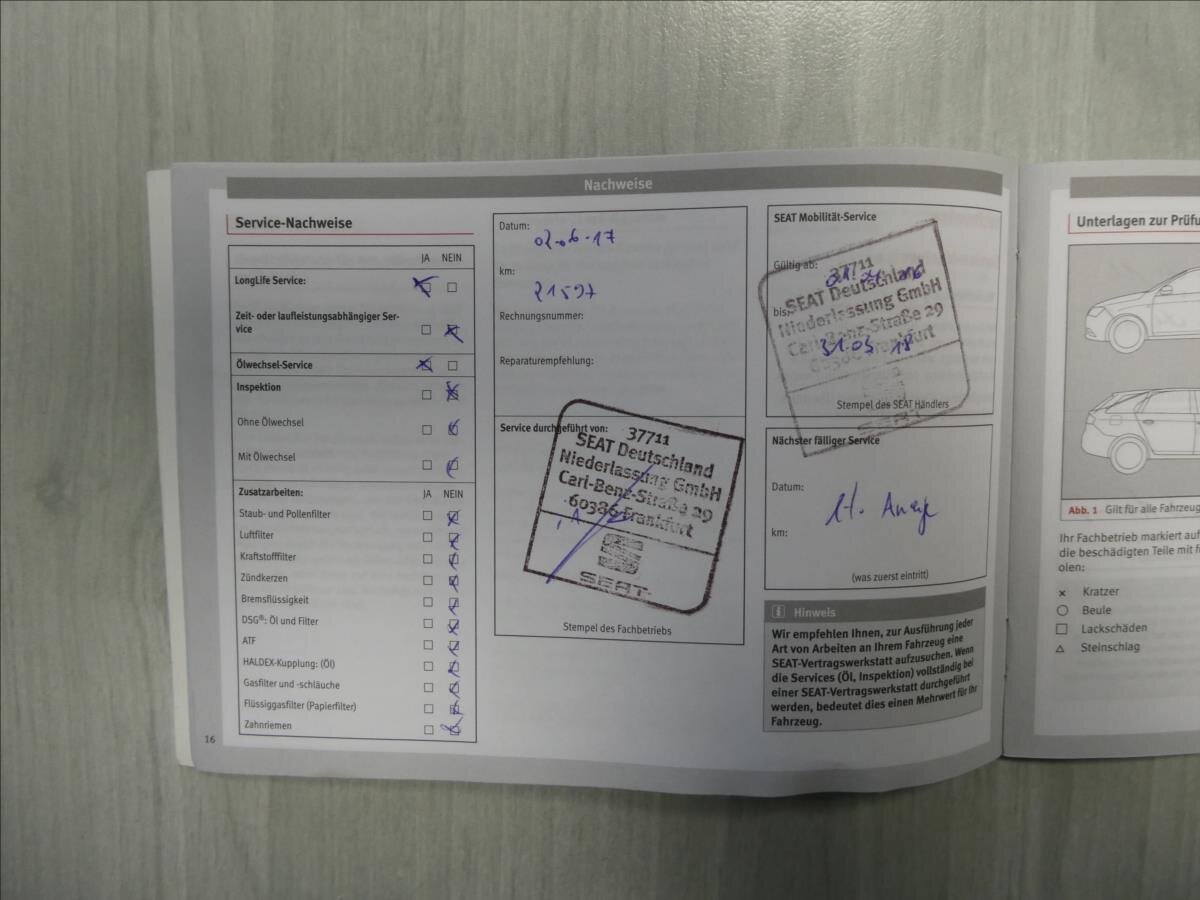 Nachweise
Service-Nachweise
JA NEIN
LongLife Service:
Zeit- oder laufleistungsabhängiger Ser-
vice
Ölwechsel-Service
Inspektion
Ohne Ölwechsel
Mit Ölwechsel
Zusatzarbeiten: JA NEIN
Staub- und Pollenfilter
Luftfilter
Kraftstofffilter
Zündkerzen
Bremsflüssigkeit
DSG®: Öl und Filter
ATF
HALDEX-Kupplung: (Öl)
Gasfilter und -schläuche
Flüssiggasfilter (Papierfilter)
Zahnriemen
16
Datum:
02.06.17
km:
21597
Rechnungsnummer:
Reparaturempfehlung:
Service durchgeführt von:
37711
SEAT Deutschland
Niederlassung GmbH
Carl-Benz-Straße 29
60386 Frankfurt
SEAT
Stempel des Fachbetriebs
SEAT Mobilität-Service
Gültig ab:
bis:
31.03 18
37711
SEAT Deutschland
Niederlassung GmbH
Carl-Benz-Straße 29
60386 Frankfurt
SEAT
Stempel des SEAT Händlers
Nächster fälliger Service
Datum:
km:
(was zuerst eintritt)
Hinweis
Wir empfehlen Ihnen, zur Ausführung jeder
Art von Arbeiten an Ihrem Fahrzeug eine
SEAT-Vertragswerkstatt aufzusuchen. Wenn
die Services (Öl, Inspektion) vollständig bei
einer SEAT-Vertragswerkstatt durchgeführt
werden, bedeutet dies einen Mehrwert für Ihr
Fahrzeug.
Unterlagen zur Prüfu
Abb. 1 Gilt für alle Fahrzeug
Ihr Fachbetrieb markiert auf
die beschädigten Teile mit f
olen:
Kratzer
Beule
Lackschäden
Steinschlag